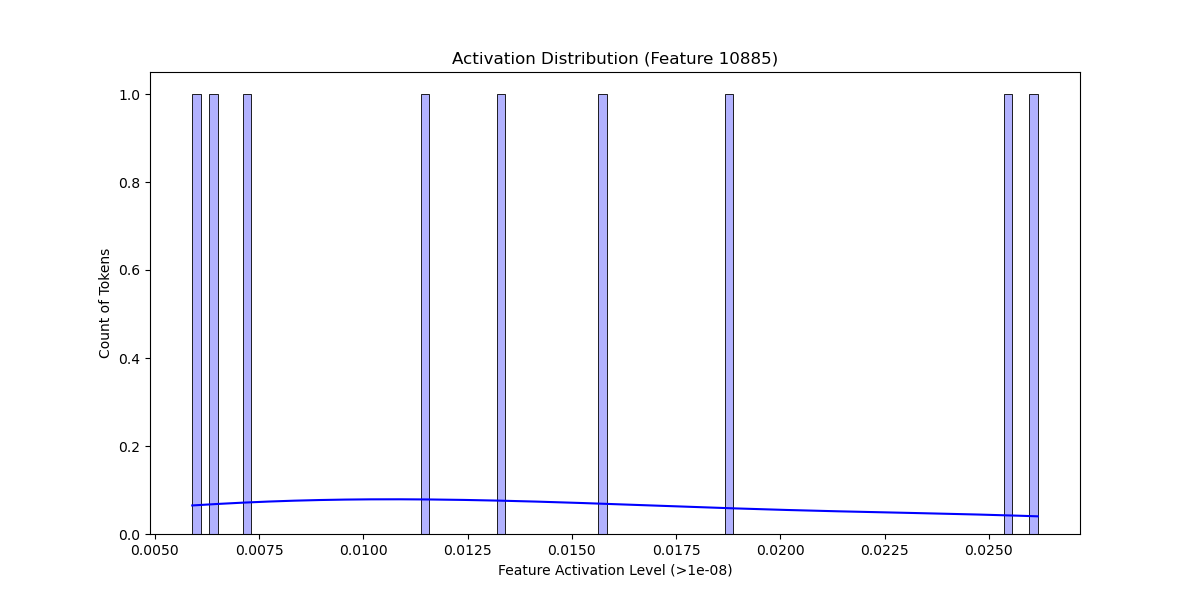 Activation Distribution (Feature 10885)
Count of Tokens
1.0
0.8
0.6
0.4
0.2
0.0
0.0050 0.0075 0.0100 0.0125 0.0150 0.0175 0.0200 0.0225 0.0250
Feature Activation Level (>1e-08)